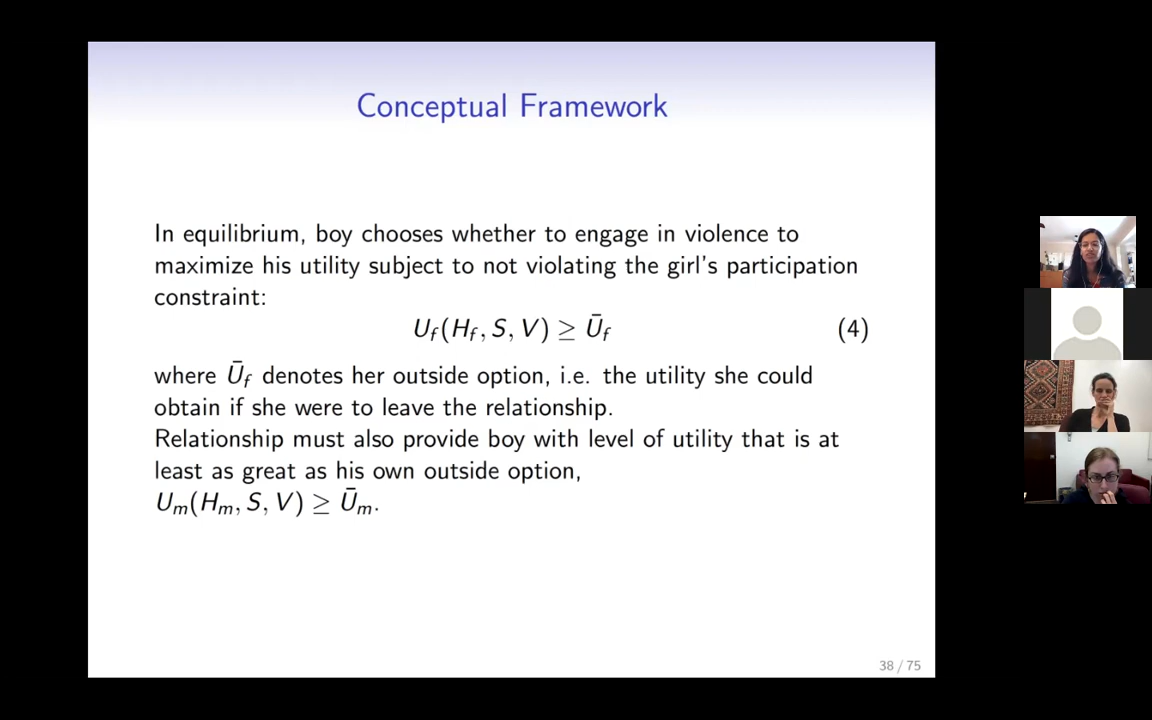 Conceptual Framework
In equilibrium, boy chooses whether to engage in violence to
maximize his utility subject to not violating the girl's participation
constraint:
U_f(H_f, S, V) ≥ Ū_f (4)
where Ū_f denotes her outside option, i.e. the utility she could
obtain if she were to leave the relationship.
Relationship must also provide boy with level of utility that is at
least as great as his own outside option,
U_m(H_m, S, V) ≥ Ū_m.
38 / 75